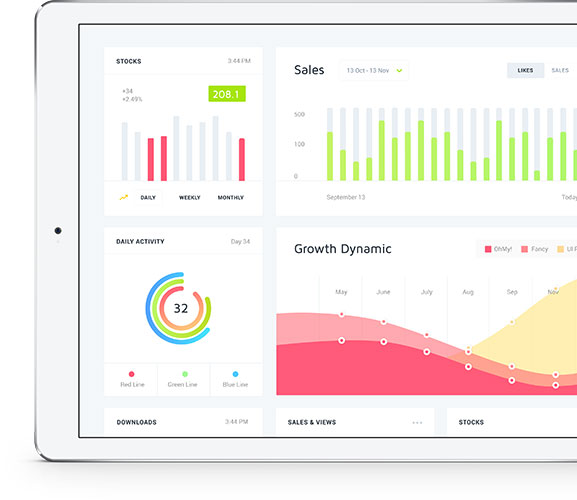 STOCKS 3:44 PM
+34
+2.49%
208.1
DAILY WEEKLY MONTHLY
Sales 13 Oct - 13 Nov LIKES SALES
500
100
0
September 13 Today
DAILY ACTIVITY Day 34
32
Red Line Green Line Blue Line
Growth Dynamic OhMy! Fancy UI
May June July Aug Sep Nov
DOWNLOADS 3:44 PM
SALES & VIEWS
STOCKS